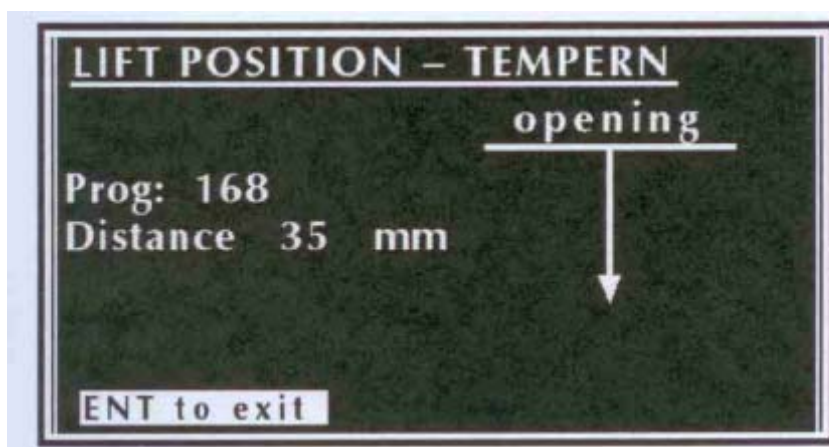 LIFT POSITION – TEMPERN
opening
Prog: 168
Distance 35 mm
ENT to exit